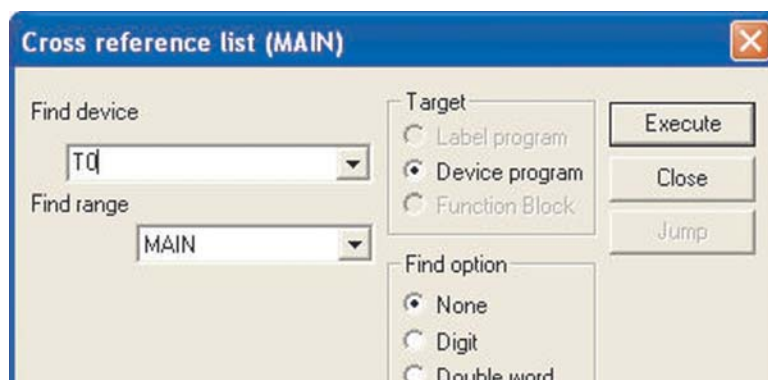 Cross reference list (MAIN)
Find device
T0
Find range
MAIN
Target
Label program
Device program
Function Block
Find option
None
Digit
Double word
Execute
Close
Jump